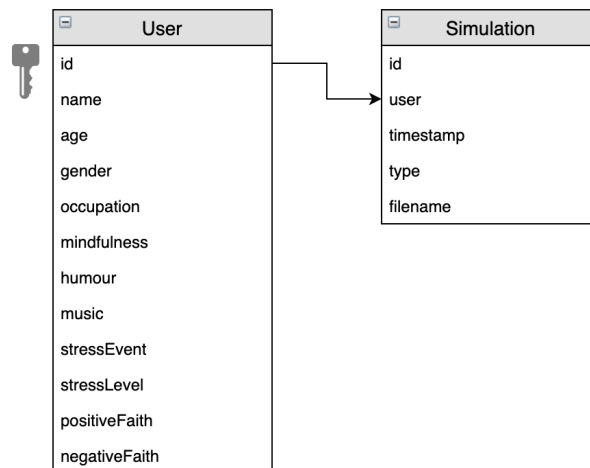 User
id
name
age
gender
occupation
mindfulness
humour
music
stressEvent
stressLevel
positiveFaith
negativeFaith
Simulation
id
user
timestamp
type
filename